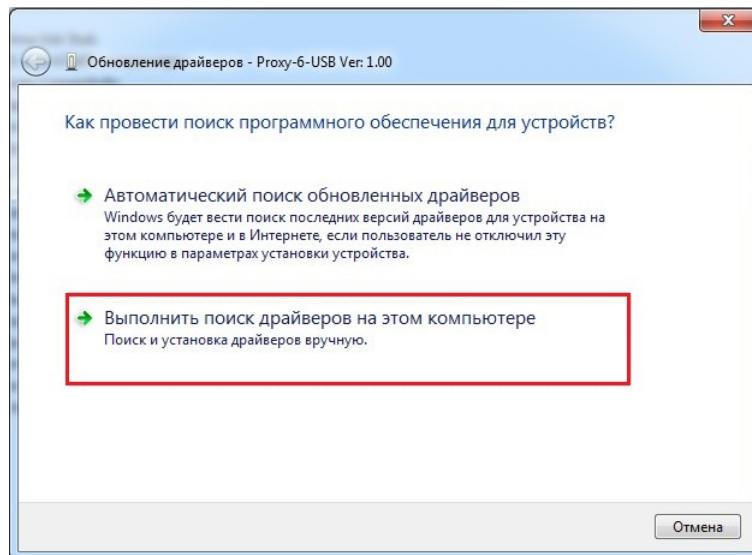 Обновление драйверов - Proxy-6-USB Ver: 1.00
Как провести поиск программного обеспечения для устройств?
Автоматический поиск обновленных драйверов
Windows будет вести поиск последних версий драйверов для устройства на
этом компьютере и в Интернете, если пользователь не отключил эту
функцию в параметрах установки устройства.
Выполнить поиск драйверов на этом компьютере
Поиск и установка драйверов вручную.
Отмена